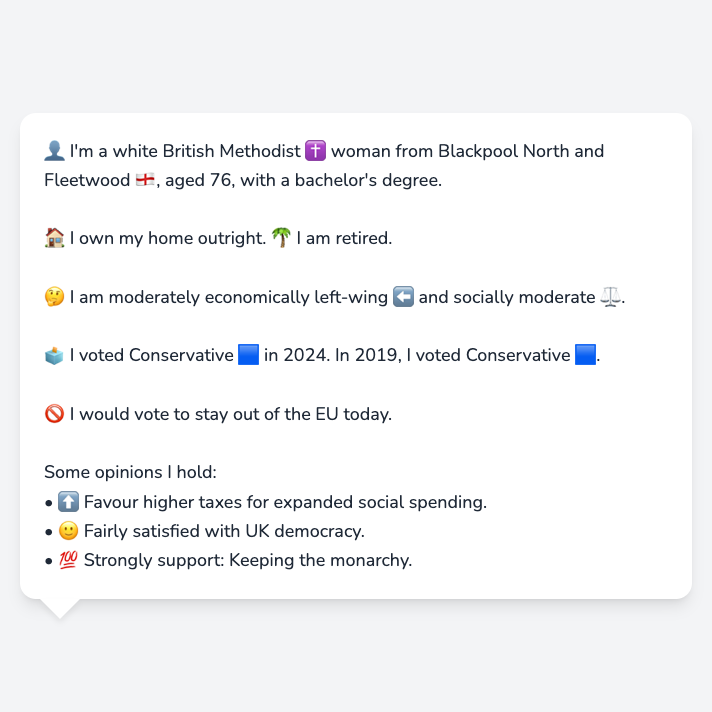 👤 I'm a white British Methodist ✝️ woman from Blackpool North and
Fleetwood 🏴󠁧󠁢󠁥󠁮󠁧󠁿, aged 76, with a bachelor's degree.
🏠 I own my home outright. 🌴 I am retired.
🤔 I am moderately economically left-wing ⬅️ and socially moderate ⚖️.
🗳️ I voted Conservative 🟦 in 2024. In 2019, I voted Conservative 🟦.
🚫 I would vote to stay out of the EU today.
Some opinions I hold:
• ⬆️ Favour higher taxes for expanded social spending.
• 🙂 Fairly satisfied with UK democracy.
• 💯 Strongly support: Keeping the monarchy.